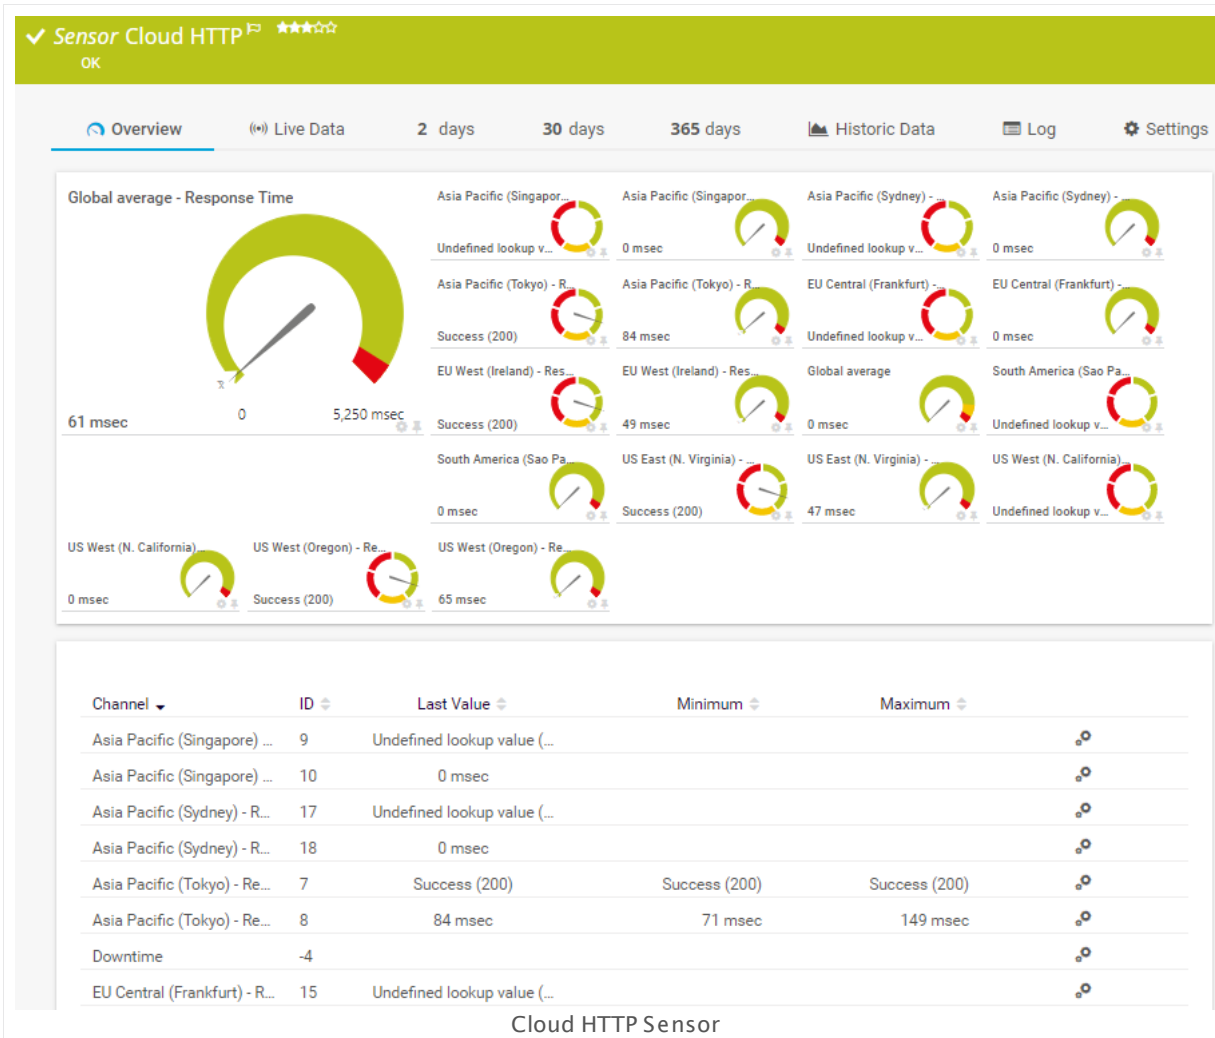 Sensor Cloud HTTP
OK
Overview Live Data 2 days 30 days 365 days Historic Data Log Settings
Global average - Response Time
61 msec
0 5,250 msec
Asia Pacific (Singapor...
Undefined lookup v...
Asia Pacific (Singapor...
0 msec
Asia Pacific (Sydney) - ...
Undefined lookup v...
Asia Pacific (Sydney) - ...
0 msec
Asia Pacific (Tokyo) - R...
Success (200)
Asia Pacific (Tokyo) - R...
84 msec
EU Central (Frankfurt) -...
Undefined lookup v...
EU Central (Frankfurt) -...
0 msec
EU West (Ireland) - Res...
Success (200)
EU West (Ireland) - Res...
49 msec
Global average
0 msec
South America (Sao Pa...
Undefined lookup v...
South America (Sao Pa...
0 msec
US East (N. Virginia) - ...
Success (200)
US East (N. Virginia) - ...
47 msec
US West (N. California)...
Undefined lookup v...
US West (N. California)...
0 msec
US West (Oregon) - Re...
Success (200)
US West (Oregon) - Re...
65 msec
Channel ID Last Value Minimum Maximum
Asia Pacific (Singapore) ... 9 Undefined lookup value (...
Asia Pacific (Singapore) ... 10 0 msec
Asia Pacific (Sydney) - R... 17 Undefined lookup value (...
Asia Pacific (Sydney) - R... 18 0 msec
Asia Pacific (Tokyo) - Re... 7 Success (200) Success (200) Success (200)
Asia Pacific (Tokyo) - Re... 8 84 msec 71 msec 149 msec
Downtime -4
EU Central (Frankfurt) - R... 15 Undefined lookup value (...
Cloud HTTP Sensor